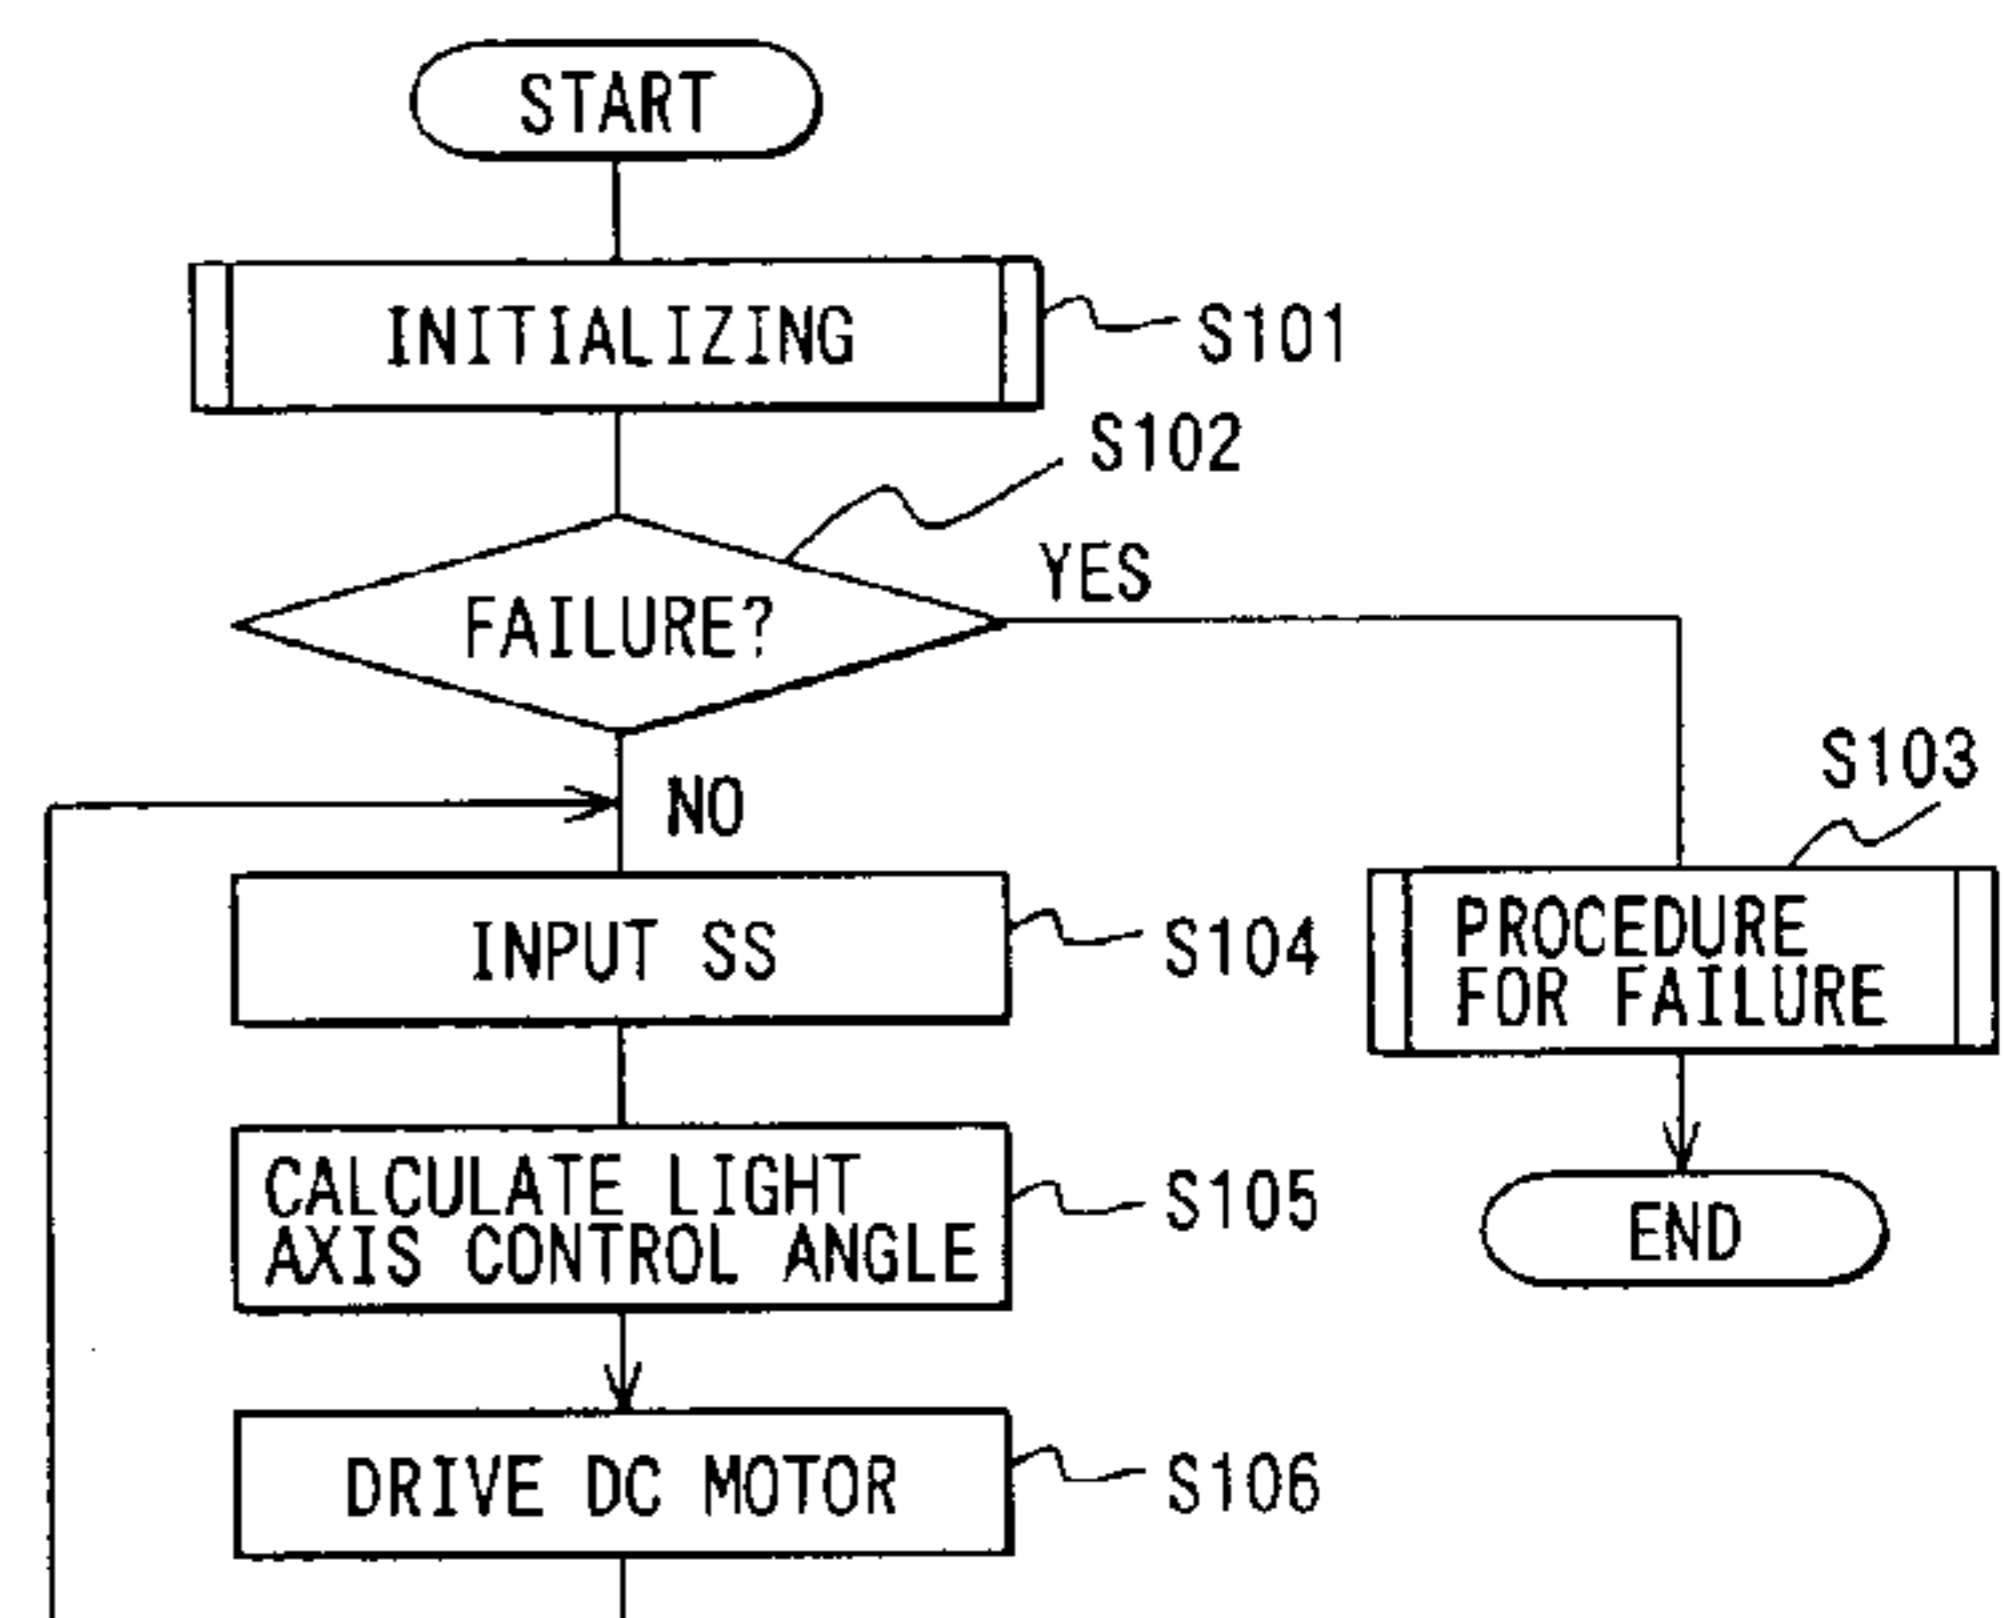 START
INITIALIZING
S101
S102
FAILURE?
YES
NO
S103
INPUT SS
S104
PROCEDURE
FOR FAILURE
CALCULATE LIGHT
AXIS CONTROL ANGLE
S105
END
DRIVE DC MOTOR
S106